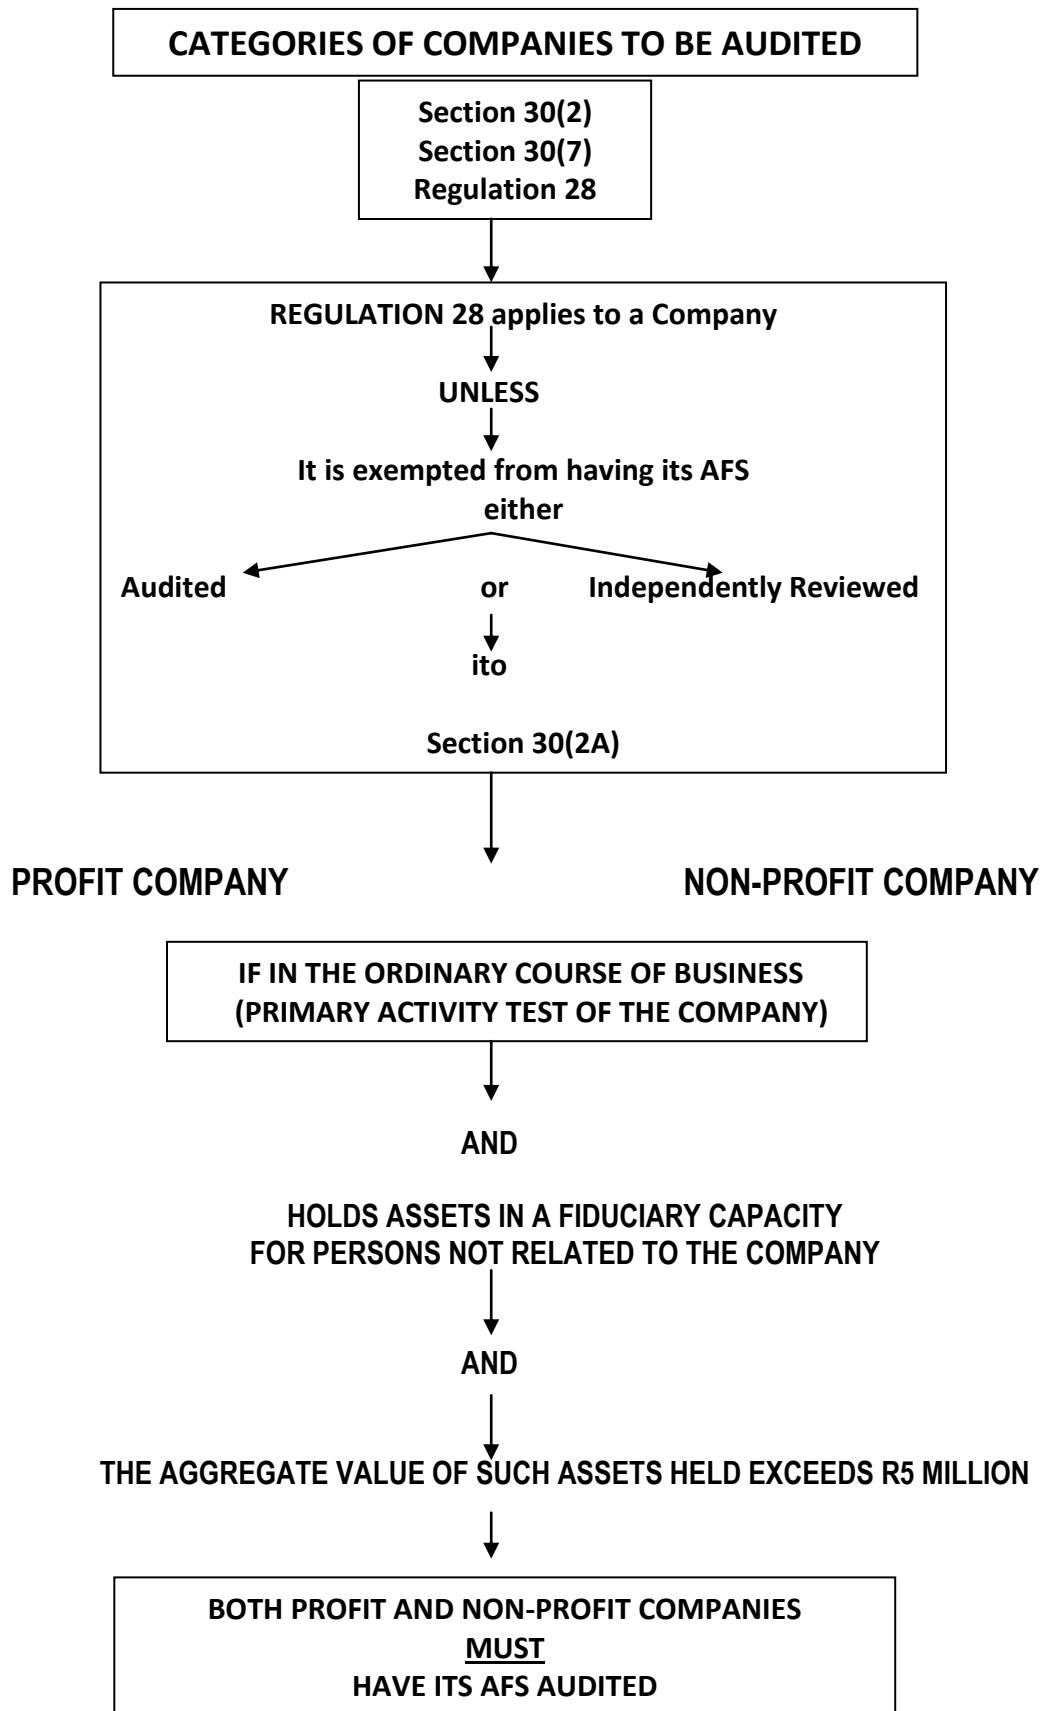 CATEGORIES OF COMPANIES TO BE AUDITED
Section 30(2)
Section 30(7)
Regulation 28
REGULATION 28 applies to a Company
UNLESS
It is exempted from having its AFS
either
Audited or Independently Reviewed
ito
Section 30(2A)
PROFIT COMPANY NON-PROFIT COMPANY
IF IN THE ORDINARY COURSE OF BUSINESS
(PRIMARY ACTIVITY TEST OF THE COMPANY)
AND
HOLDS ASSETS IN A FIDUCIARY CAPACITY
FOR PERSONS NOT RELATED TO THE COMPANY
AND
THE AGGREGATE VALUE OF SUCH ASSETS HELD EXCEEDS R5 MILLION
BOTH PROFIT AND NON-PROFIT COMPANIES
MUST
HAVE ITS AFS AUDITED